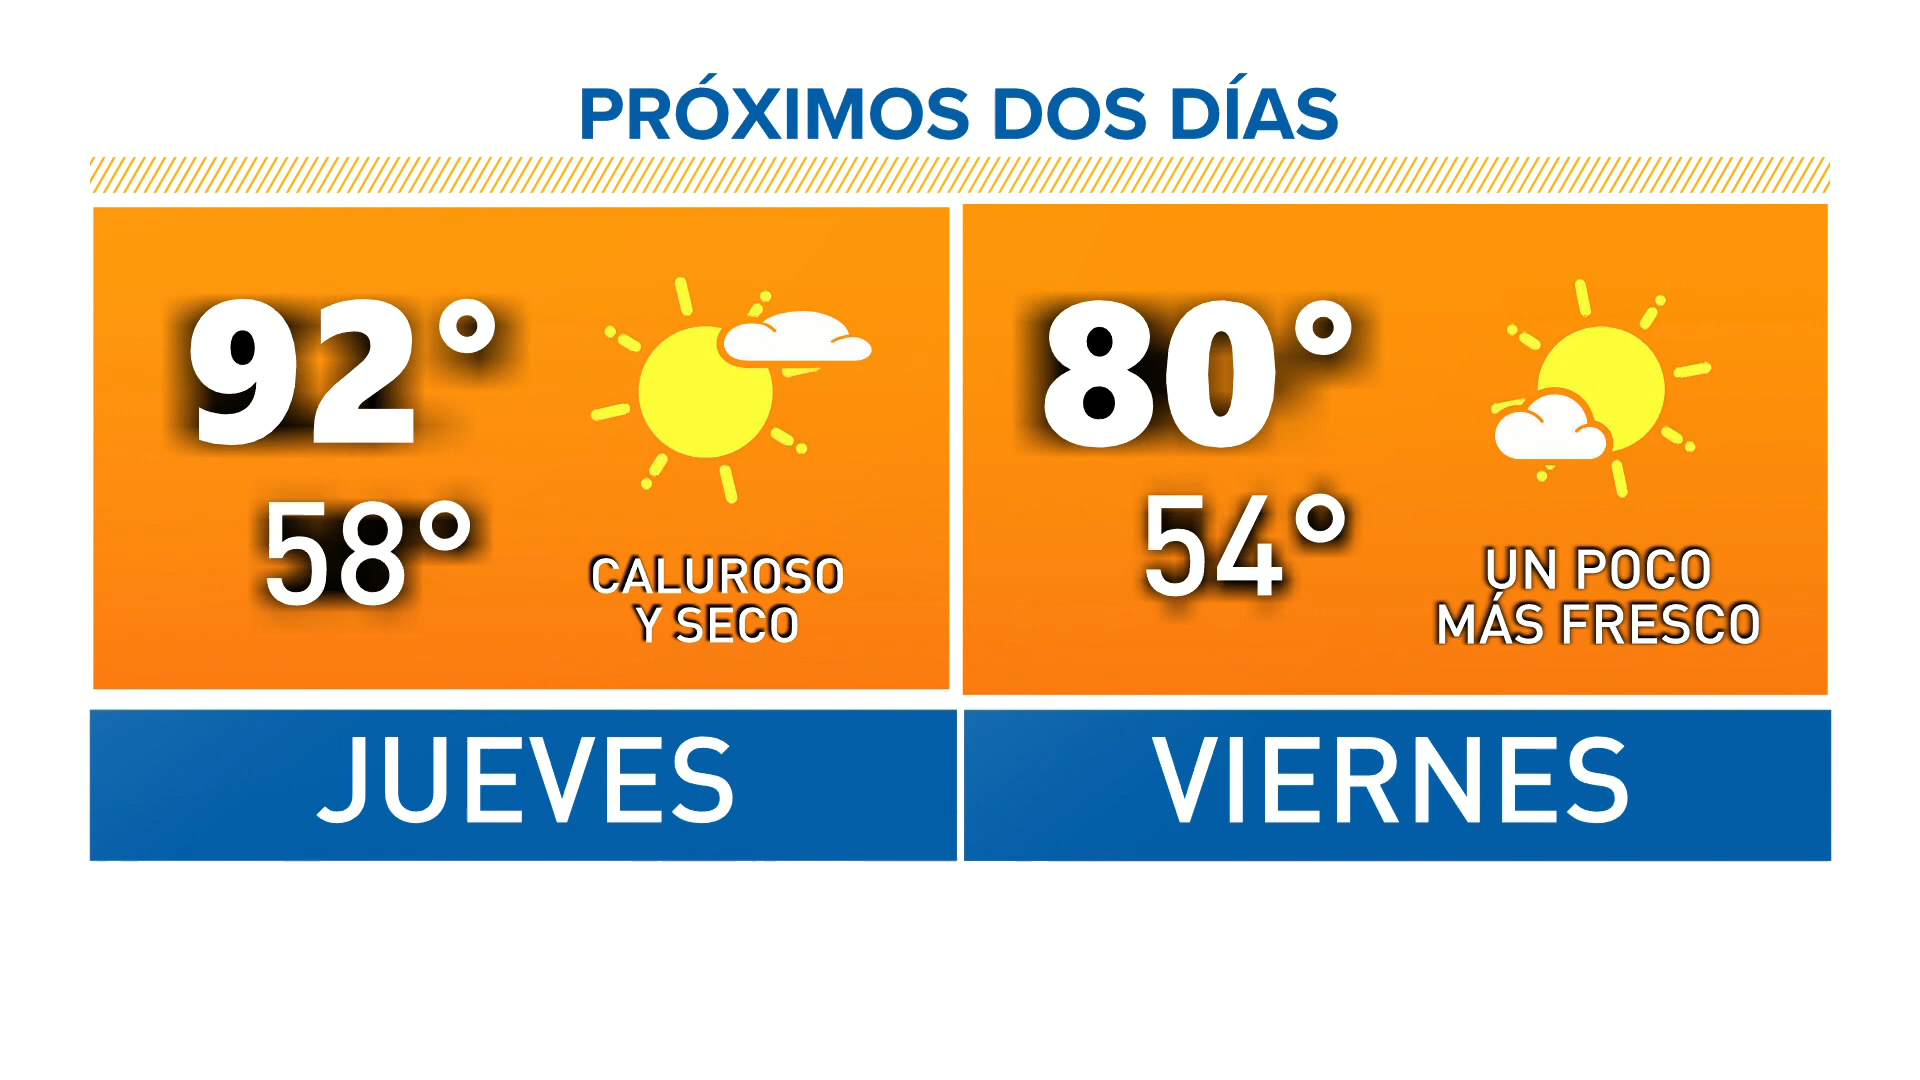 PRÓXIMOS DOS DÍAS
92°
58°
CALUROSO
Y SECO
80°
54°
UN POCO
MÁS FRESCO
JUEVES
VIERNES